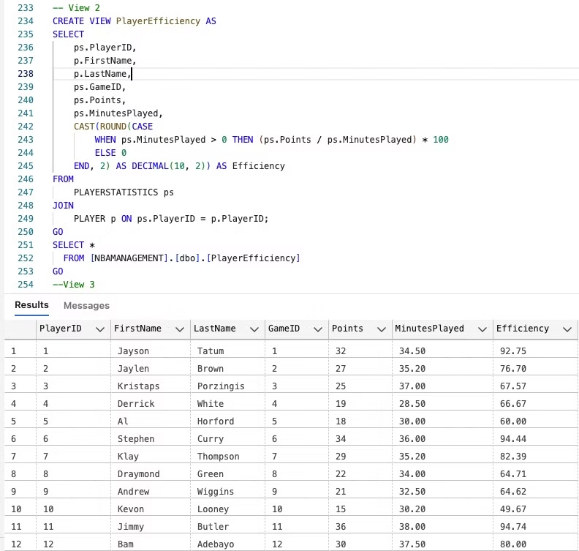 233 -- View 2
234 CREATE VIEW PlayerEfficiency AS
235 SELECT
236 ps.PlayerID,
237 p.FirstName,
238 p.LastName,
239 ps.GameID,
240 ps.Points,
241 ps.MinutesPlayed,
242 CAST(ROUND(CASE
243 WHEN ps.MinutesPlayed > 0 THEN (ps.Points / ps.MinutesPlayed) * 100
244 ELSE 0
245 END, 2) AS DECIMAL(10, 2)) AS Efficiency
246 FROM
247 PLAYERSTATISTICS ps
248 JOIN
249 PLAYER p ON ps.PlayerID = p.PlayerID;
250 GO
251 SELECT *
252 FROM [NBAMANAGEMENT].[dbo].[PlayerEfficiency]
253 GO
254 --View 3
Results Messages
PlayerID FirstName LastName GameID Points MinutesPlayed Efficiency
1 1 Jayson Tatum 1 32 34.50 92.75
2 2 Jaylen Brown 2 27 35.20 76.70
3 3 Kristaps Porzingis 3 25 37.00 67.57
4 4 Derrick White 4 19 28.50 66.67
5 5 Al Horford 5 18 30.00 60.00
6 6 Stephen Curry 6 34 36.00 94.44
7 7 Klay Thompson 7 29 35.20 82.39
8 8 Draymond Green 8 22 34.00 64.71
9 9 Andrew Wiggins 9 21 32.50 64.62
10 10 Kevon Looney 10 15 30.20 49.67
11 11 Jimmy Butler 11 36 38.00 94.74
12 12 Bam Adebayo 12 30 37.50 80.00